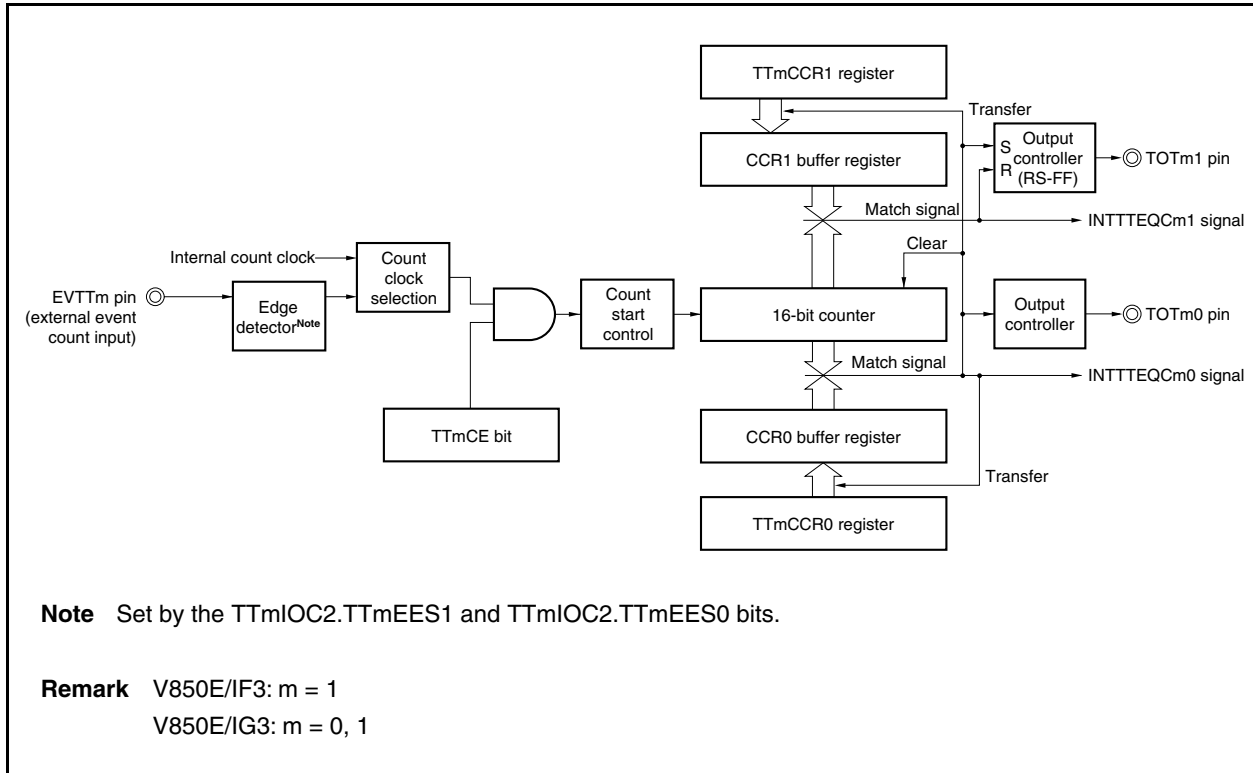 TTmCCR1 register
Transfer
CCR1 buffer register
S
R
Output
controller
(RS-FF)
TOTm1 pin
Match signal
INTTTEQCm1 signal
Clear
Internal count clock
Count
clock
selection
EVTTm pin
(external event
count input)
Edge
detectorNote
Count
start
control
16-bit counter
Output
controller
TOTm0 pin
Match signal
INTTTEQCm0 signal
TTmCE bit
CCR0 buffer register
Transfer
TTmCCR0 register
Note Set by the TTmIOC2.TTmEES1 and TTmIOC2.TTmEES0 bits.
Remark V850E/IF3: m = 1
V850E/IG3: m = 0, 1